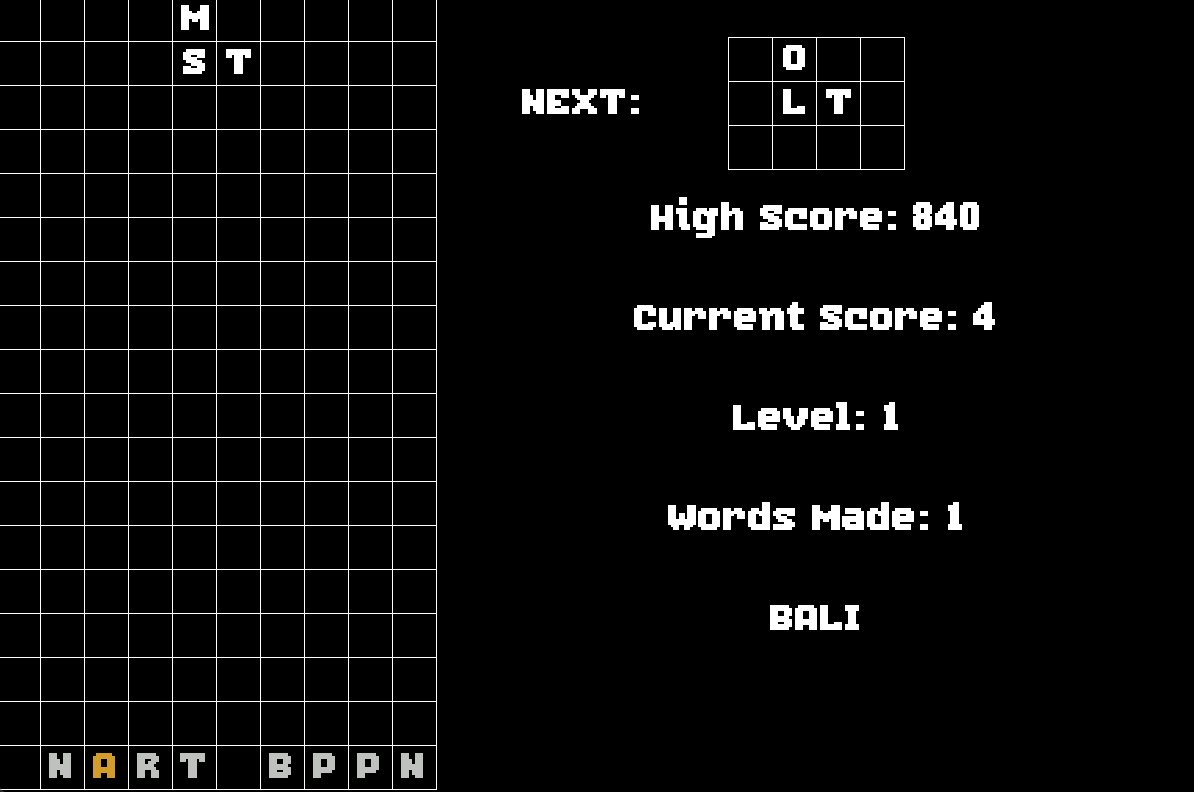 M
S T
O
NEXT: L T
High Score: 840
Current Score: 4
Level: 1
Words Made: 1
BALI
N A R T B P P N